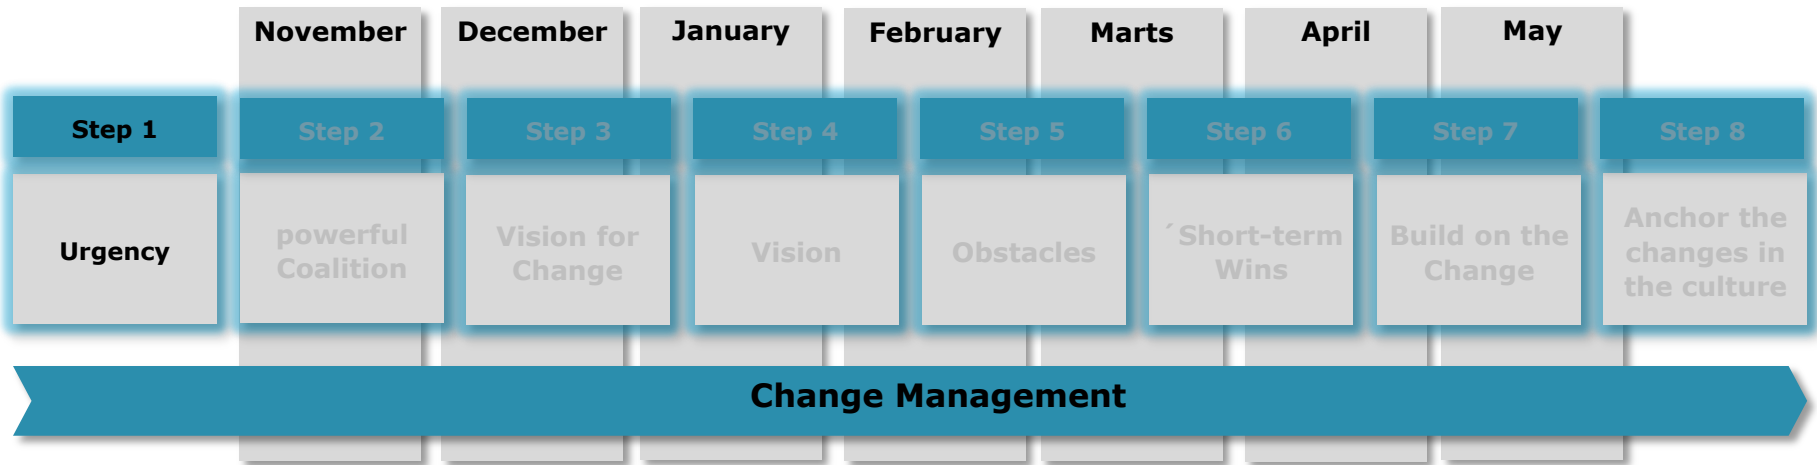 November
December
January
February
Marts
April
May
Step 1
Step 2
Step 3
Step 4
Step 5
Step 6
Step 7
Step 8
Urgency
powerful
Coalition
Vision for
Change
Vision
Obstacles
´Short-term
Wins
Build on the
Change
Anchor the
changes in
the culture
Change Management